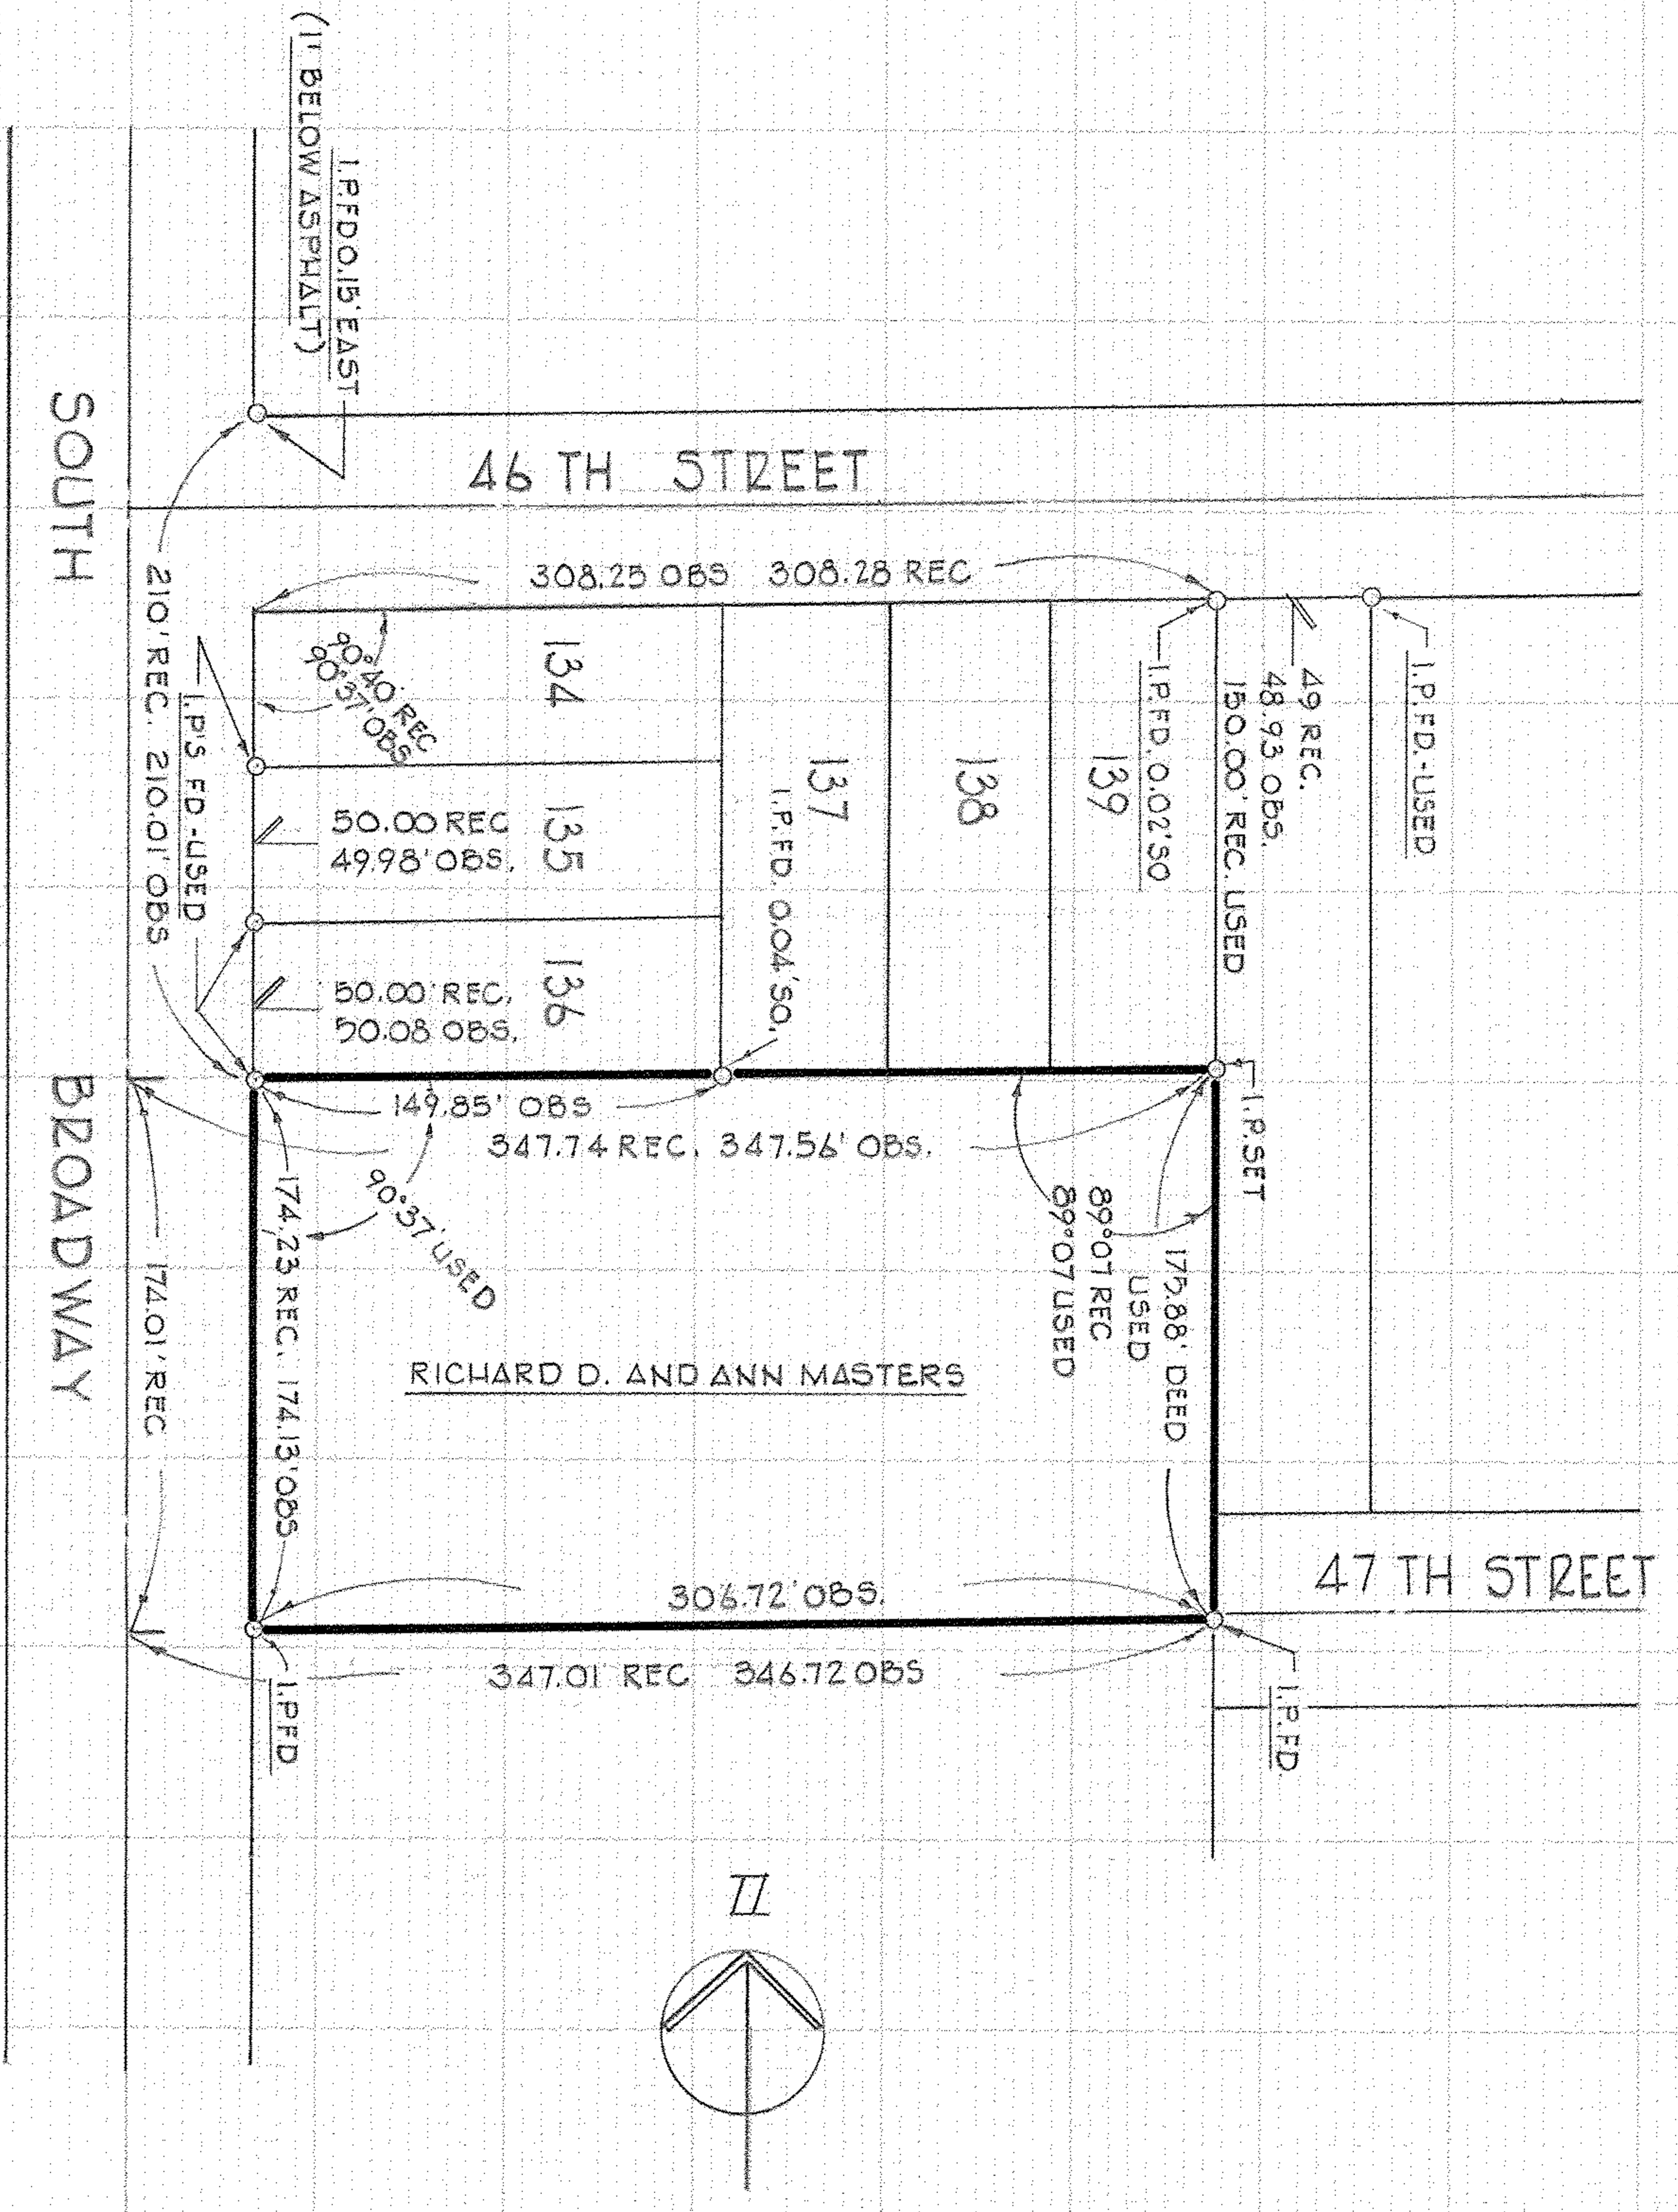 (1' BELOW ASPHALT)
I.P.FD.0.15' EAST
46 TH STREET
SOUTH
BROADWAY
308.25 OBS 308.28 REC
210' REC. 210.01' OBS
I.P'S FD-USED
90°40' REC
90°37' OBS
134
135
136
137
138
139
50.00 REC
49.98' OBS.
50.00' REC.
50.08 OBS.
I.P.FD. 0.04' SO.
I.P.FD. 0.02' SO
150.00' REC. USED
48.93 OBS.
49 REC.
I.P.FD.-USED
I.P.SET
149.85' OBS
347.74 REC. 347.56' OBS.
90°37' USED
174.23 REC. 174.13' OBS
174.01' REC
89°07 USED
89°07 REC
USED
175.88' DEED
RICHARD D. AND ANN MASTERS
47 TH STREET
306.72' OBS.
347.01' REC 346.72 OBS
I.P.FD
I.P.FD